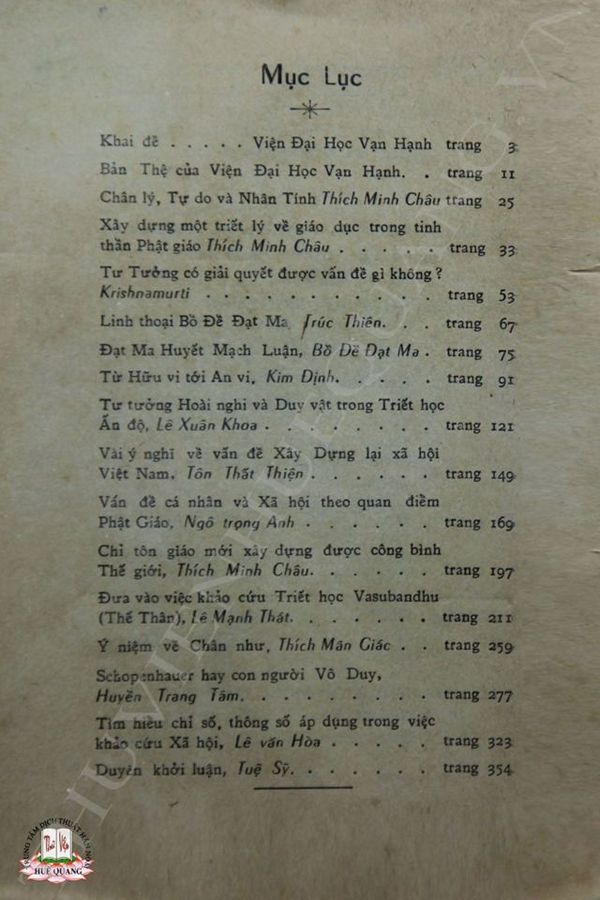 Mục Lục
Khai đề . . . . . Viện Đại Học Vạn Hạnh trang 3
Bản Thệ của Viện Đại Học Vạn Hạnh. . trang 11
Chân lý, Tự do và Nhân Tính Thích Minh Châu trang 25
Xây dựng một triết lý về giáo dục trong tinh
thần Phật giáo Thích Minh Châu . . . . . trang 33
Tư Tưởng có giải quyết được vấn đề gì không ?
Krishnamurti . . . . . . . . . . . trang 53
Linh thoại Bồ Đề Đạt Ma, Trúc Thiên. . . trang 67
Đạt Ma Huyết Mạch Luận, Bồ Đề Đạt Ma . trang 75
Từ Hữu vi tới An vi, Kim Định. . . . . trang 91
Tư tưởng Hoài nghi và Duy vật trong Triết học
Ấn độ, Lê Xuân Khoa . . . . . . . . trang 121
Vài ý nghĩ về vấn đề Xây Dựng lại xã hội
Việt Nam, Tôn Thất Thiện . . . . . . trang 149
Vấn đề cá nhân và Xã hội theo quan điểm
Phật Giáo, Ngô trọng Anh . . . . . . trang 169
Chỉ tôn giáo mới xây dựng được công bình
Thế giới, Thích Minh Châu. . . . . . trang 197
Đưa vào việc khảo cứu Triết học Vasubandhu
(Thế Thân), Lê Mạnh Thát. . . . . . . trang 211
Ý niệm về Chân như, Thích Mãn Giác . . trang 259
Schopenhauer hay con người Vô Duy,
Huyền Trang Tâm. . . . . . . . . trang 277
Tìm hiểu chỉ số, thông số áp dụng trong việc
khảo cứu Xã hội, Lê văn Hòa . . . . . trang 323
Duyên khởi luận, Tuệ Sỹ. . . . . . . trang 354
TRUNG TÂM DỊCH THUẬT HÁN NÔM
HUỆ QUANG